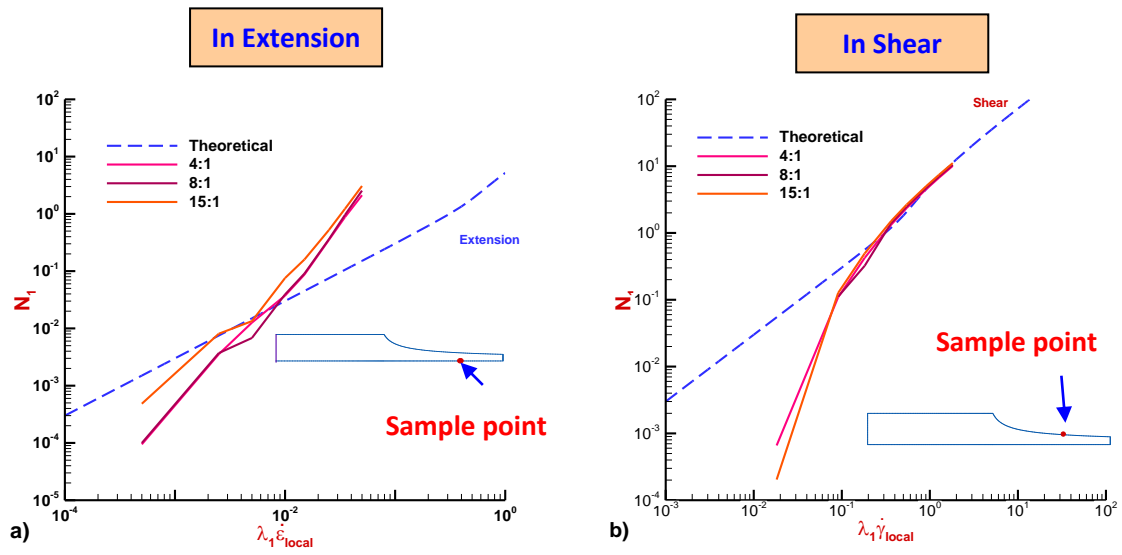 In Extension
In Shear
10²
10¹
10⁰
10⁻¹
10⁻²
10⁻³
10⁻⁴
10⁻⁵
N₁
Theoretical
4:1
8:1
15:1
Extension
Sample point
10⁻⁴
10⁻²
10⁰
λ₁ε̇local
a)
10²
10¹
10⁰
10⁻¹
10⁻²
10⁻³
10⁻⁴
N₁
Shear
Theoretical
4:1
8:1
15:1
Sample point
10⁻³
10⁻²
10⁻¹
10⁰
10¹
10²
λ₁γ̇local
b)